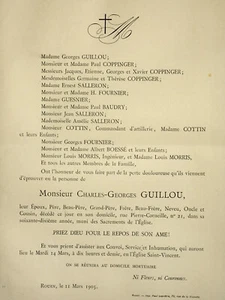 Madame Georges GUILLOU;
Monsieur et Madame Paul COPPINGER;
Messieurs Jacques, Etienne, Georges et Xavier COPPINGER;
Mesdemoiselles Germaine et Thérèse COPPINGER;
Madame Ernest SALLERON;
Monsieur et Madame H. FOURNIER;
Madame GUESNIER;
Monsieur et Madame Paul BAUDRY;
Monsieur Jean SALLERON;
Mademoiselle Amélie SALLERON;
Monsieur COTTIN, Commandant d'artillerie, Madame COTTIN
et leurs Enfants;
Monsieur Georges FOURNIER;
Monsieur et Madame Albert BOESSÉ et leurs Enfants;
Monsieur Louis MORRIS, Ingénieur, et Madame Louis MORRIS,
Et tous les autres Membres de la Famille,
Ont l'honneur de vous faire part de la perte douloureuse qu'ils viennent
d'éprouver en la personne de
Monsieur CHARLES-GEORGES GUILLOU,
leur Epoux, Père, Beau-Père, Grand-Père, Frère, Beau-Frère, Neveu, Oncle et
Cousin, décédé ce jour en son domicile, rue Pierre-Corneille, nº 21, dans sa
année, muni des Sacrements de l'Eglise.
PRIEZ DIEU POUR LE REPOS DE SON AME!
Et vous prient d'assister aux Convoi, Service et Inhumation, qui auront
lieu le Mardi 14 Mars, à dix heures et demie, en l'Eglise Saint-Vincent.
ON SE RÉUNIRA AU DOMICILE MORTUAIRE
Ni Fleurs, ni Couronnes.
ROUEN, le 11 Mars 1905.